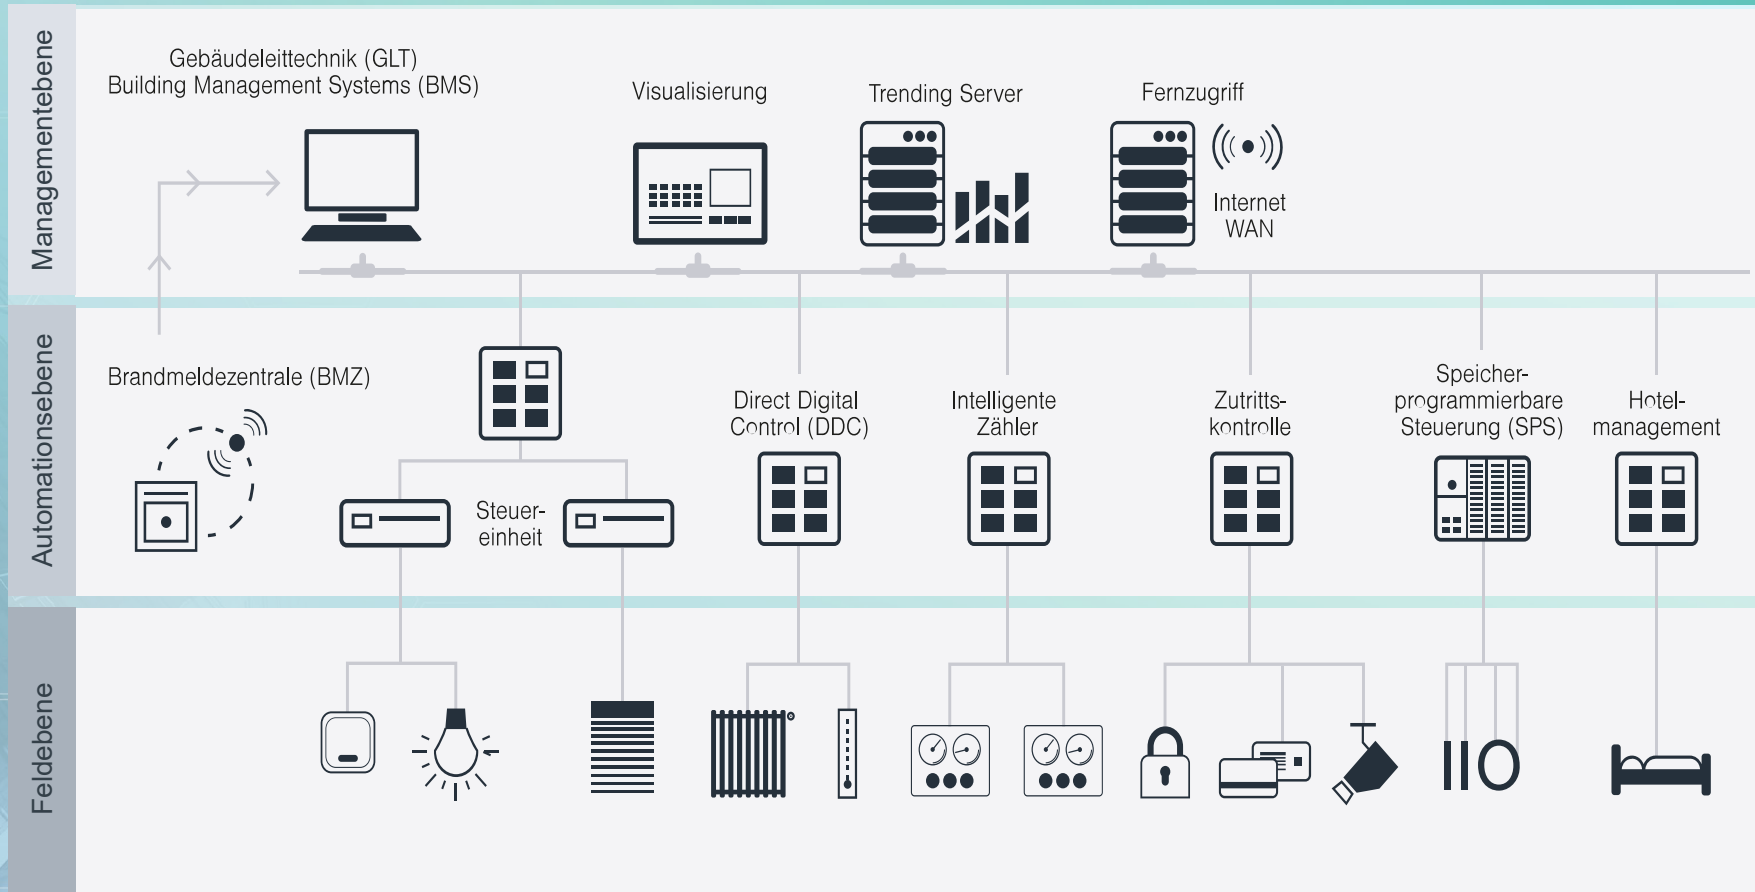 Managementebene
Gebäudeleittechnik (GLT)
Building Management Systems (BMS)
Visualisierung
Trending Server
Fernzugriff
Internet
WAN
Automationsebene
Brandmeldezentrale (BMZ)
Steuer-
einheit
Direct Digital
Control (DDC)
Intelligente
Zähler
Zutritts-
kontrolle
Speicher-
programmierbare
Steuerung (SPS)
Hotel-
management
Feldebene
IIO